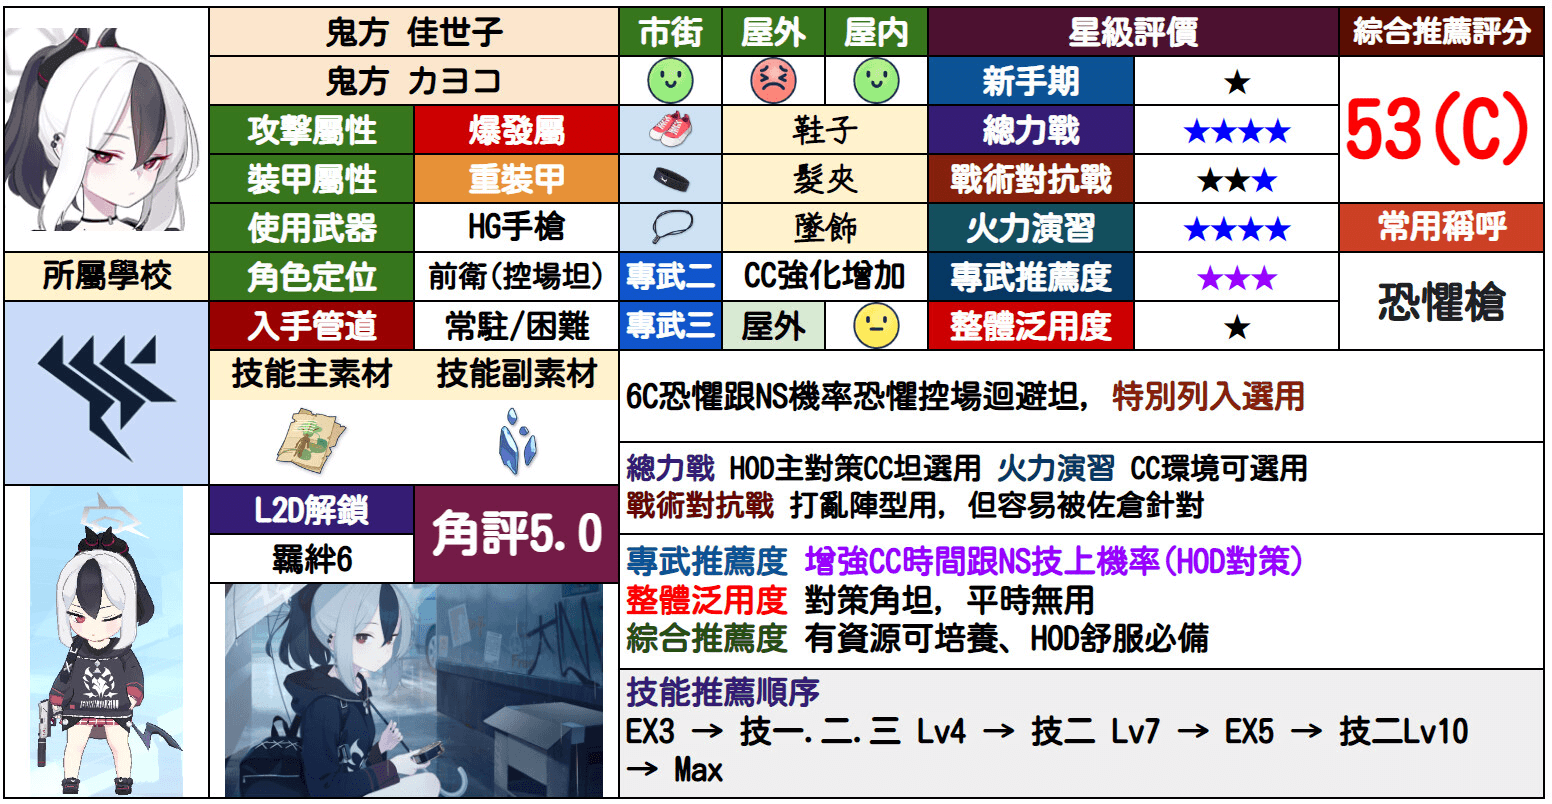 鬼方 佳世子
鬼方 カヨコ
市街 屋外 屋内
星級評價
綜合推薦評分
新手期 ★
53(C)
攻擊屬性 爆發屬
鞋子
總力戰 ★★★★
裝甲屬性 重裝甲
髮夾
戰術對抗戰 ★★★
使用武器 HG手槍
墜飾
火力演習 ★★★★
常用稱呼
所屬學校
角色定位 前衛(控場坦)
專武二 CC強化增加
專武推薦度 ★★★
恐懼槍
入手管道 常駐/困難
專武三 屋外
整體泛用度 ★
技能主素材 技能副素材
6C恐懼跟NS機率恐懼控場迴避坦, 特別列入選用
總力戰 HOD主對策CC坦選用 火力演習 CC環境可選用
戰術對抗戰 打亂陣型用, 但容易被佐倉針對
L2D解鎖
羈絆6
角評5.0
專武推薦度 增強CC時間跟NS技上機率(HOD對策)
整體泛用度 對策角坦, 平時無用
綜合推薦度 有資源可培養、HOD舒服必備
技能推薦順序
EX3 → 技一.二.三 Lv4 → 技二 Lv7 → EX5 → 技二Lv10
→ Max